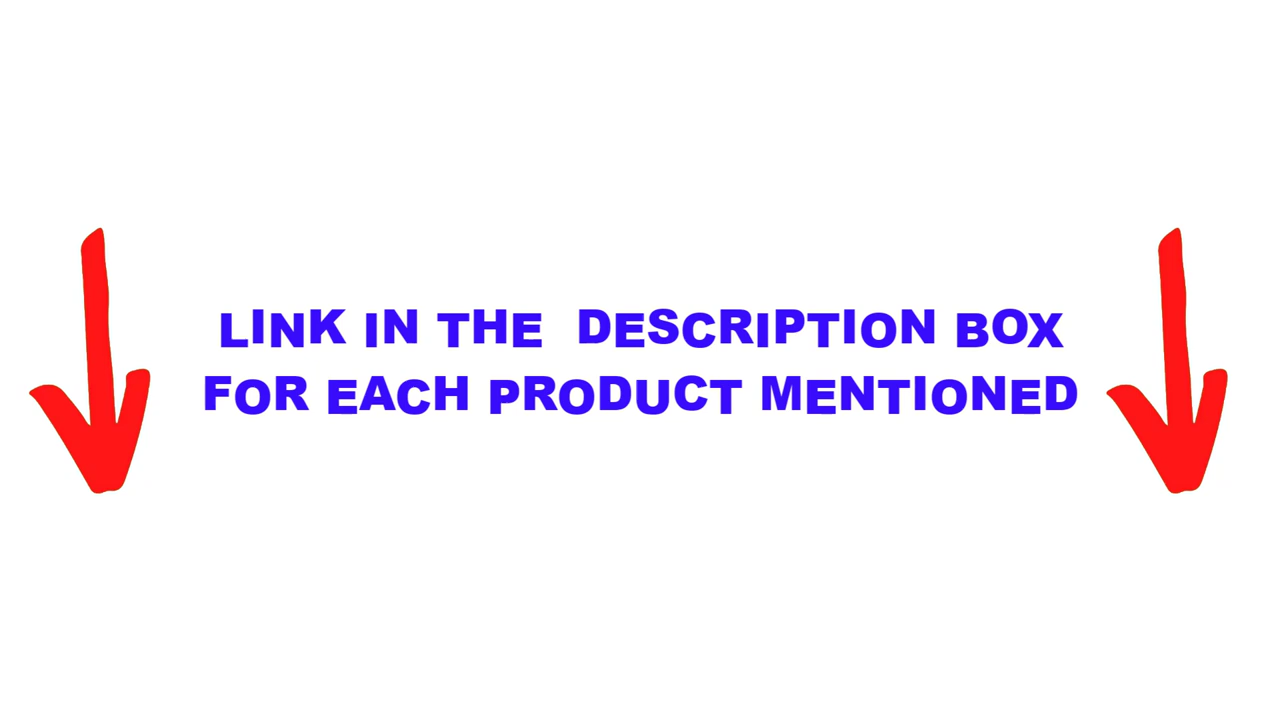 LINK IN THE DESCRIPTION BOX
FOR EACH PRODUCT MENTIONED